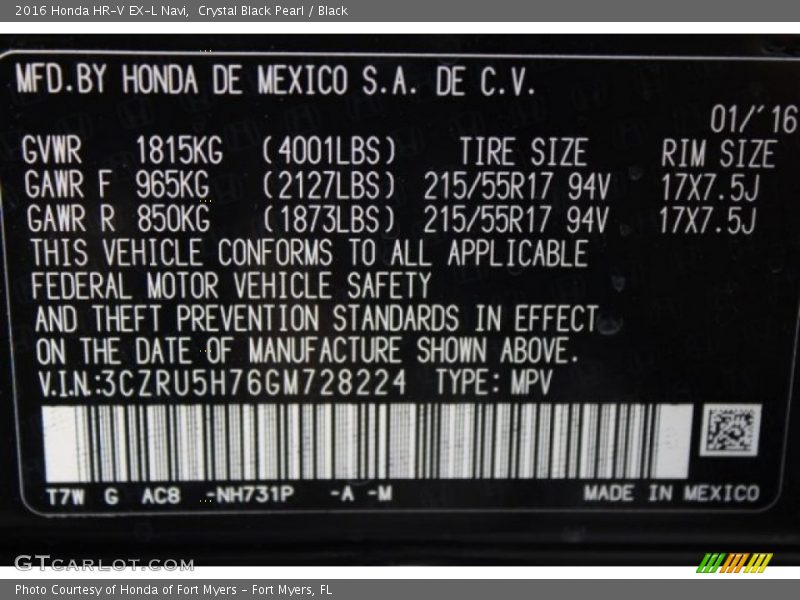 2016 Honda HR-V EX-L Navi,  Crystal Black Pearl / Black
MFD.BY HONDA DE MEXICO S.A. DE C.V.
01/'16
GVWR 1815KG (4001LBS) TIRE SIZE RIM SIZE
GAWR F 965KG (2127LBS) 215/55R17 94V 17X7.5J
GAWR R 850KG (1873LBS) 215/55R17 94V 17X7.5J
THIS VEHICLE CONFORMS TO ALL APPLICABLE
FEDERAL MOTOR VEHICLE SAFETY
AND THEFT PREVENTION STANDARDS IN EFFECT
ON THE DATE OF MANUFACTURE SHOWN ABOVE.
V.I.N.:3CZRU5H76GM728224 TYPE: MPV
T7W G AC8 -NH731P -A -M MADE IN MEXICO
GTCARLOT.COM
Photo Courtesy of Honda of Fort Myers - Fort Myers, FL